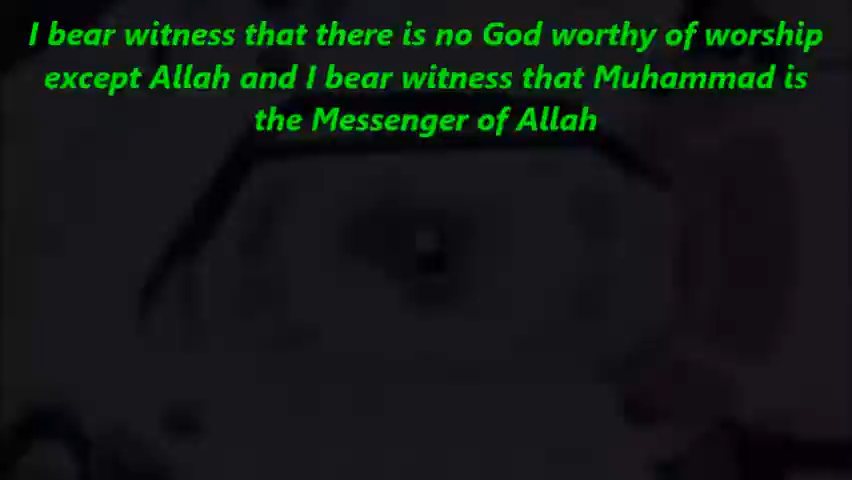 I bear witness that there is no God worthy of worship
except Allah and I bear witness that Muhammad is
the Messenger of Allah